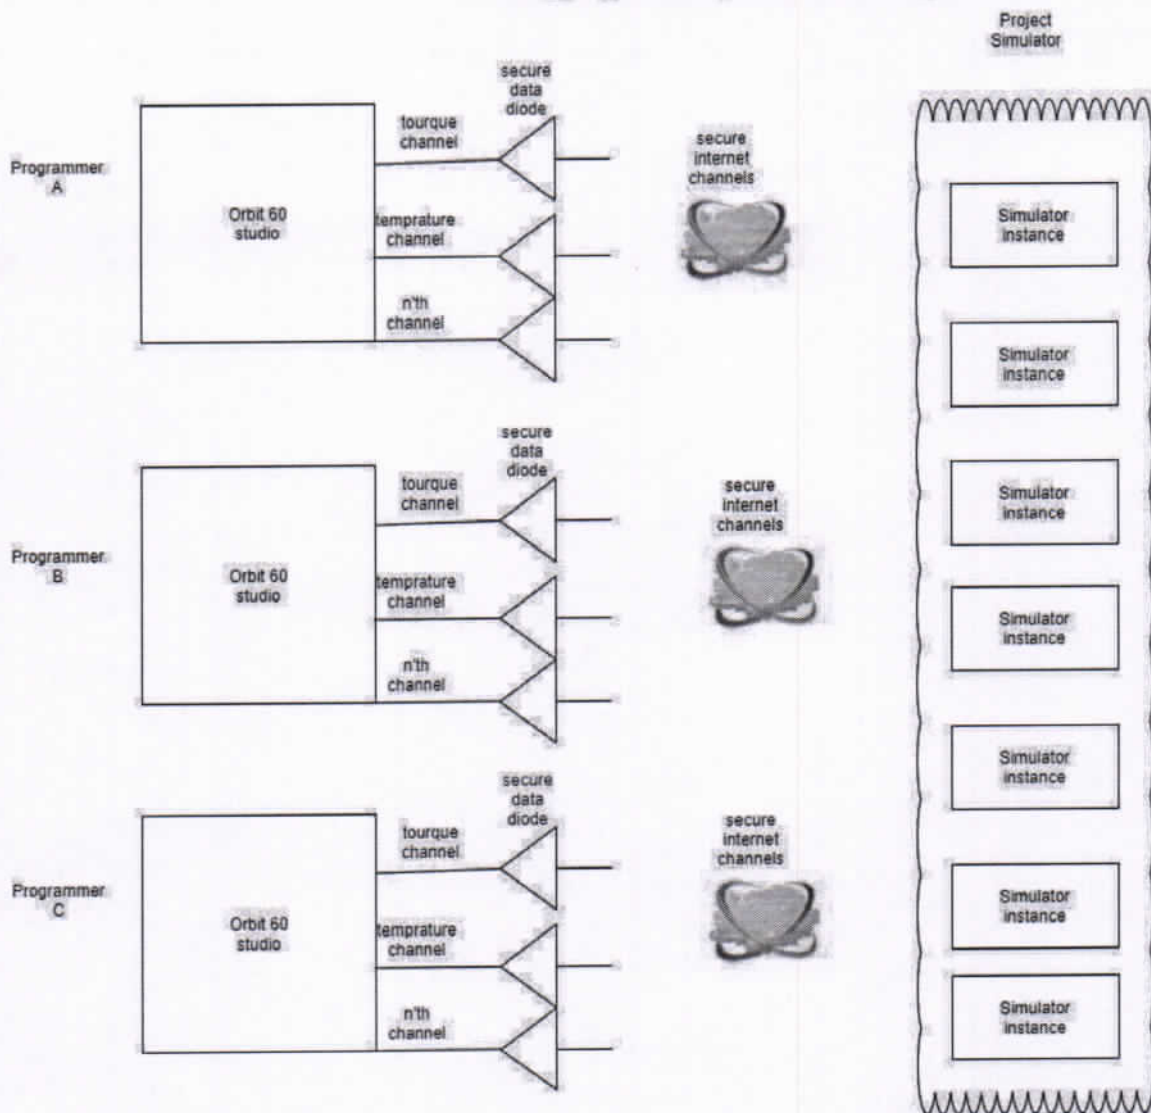 Project
Simulator
Programmer
A
Orbit 60
studio
tourque
channel
temprature
channel
n'th
channel
secure
data
diode
secure
internet
channels
Simulator
instance
Simulator
instance
Programmer
B
Orbit 60
studio
tourque
channel
temprature
channel
n'th
channel
secure
data
diode
secure
internet
channels
Simulator
instance
Simulator
instance
Simulator
instance
Programmer
C
Orbit 60
studio
tourque
channel
temprature
channel
n'th
channel
secure
data
diode
secure
internet
channels
Simulator
instance
Simulator
instance